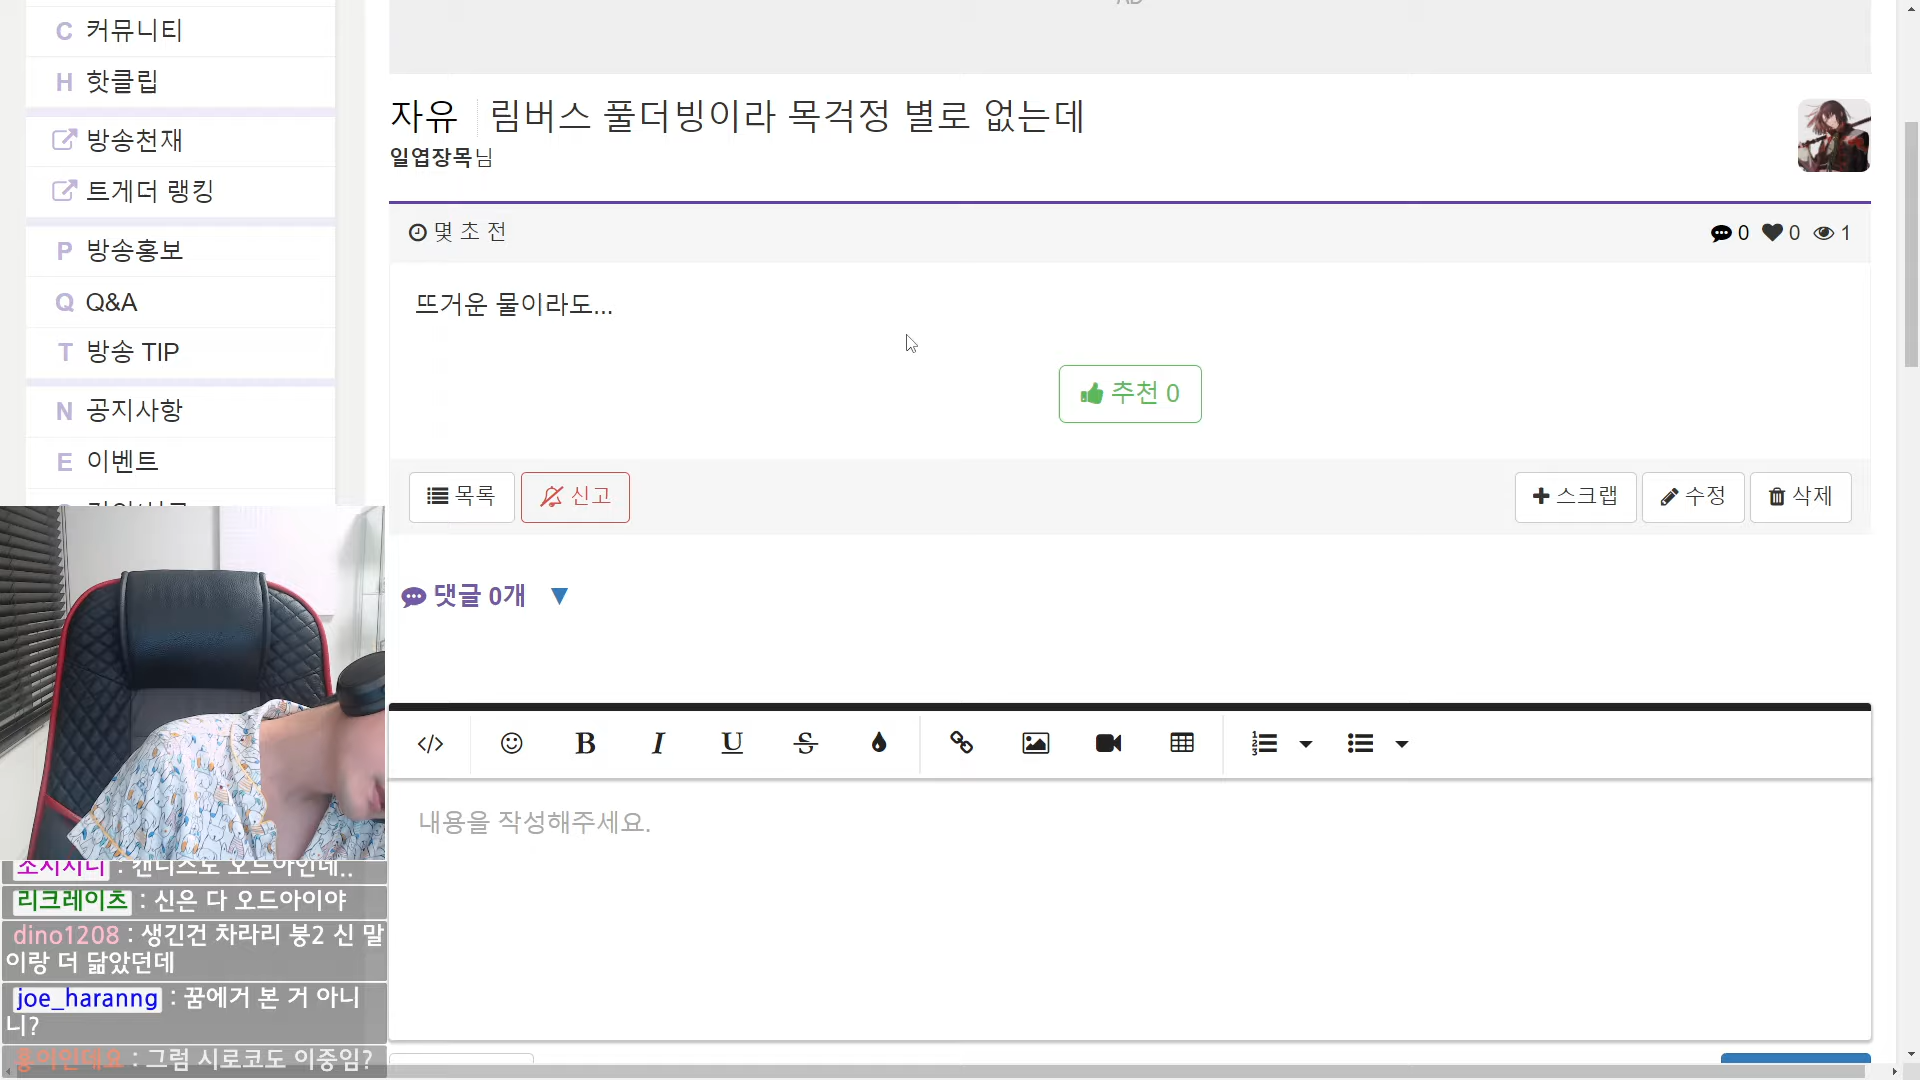 C 커뮤니티
H 핫클립
방송천재
트게더 랭킹
P 방송홍보
Q Q&A
T 방송 TIP
N 공지사항
E 이벤트
자유 림버스 풀더빙이라 목걱정 별로 없는데
일엽장목님
몇 초 전
0 0 1
뜨거운 물이라도...
추천 0
목록 신고
스크랩 수정 삭제
댓글 0개 ▼
</> B I U S
내용을 작성해주세요.
리크레이츠 : 신은 다 오드아이야
dino1208 : 생긴건 차라리 붕2 신 말
이랑 더 닮았던데
joe_haranng : 꿈에거 본 거 아니
니?
: 그럼 시로코도 이중임?